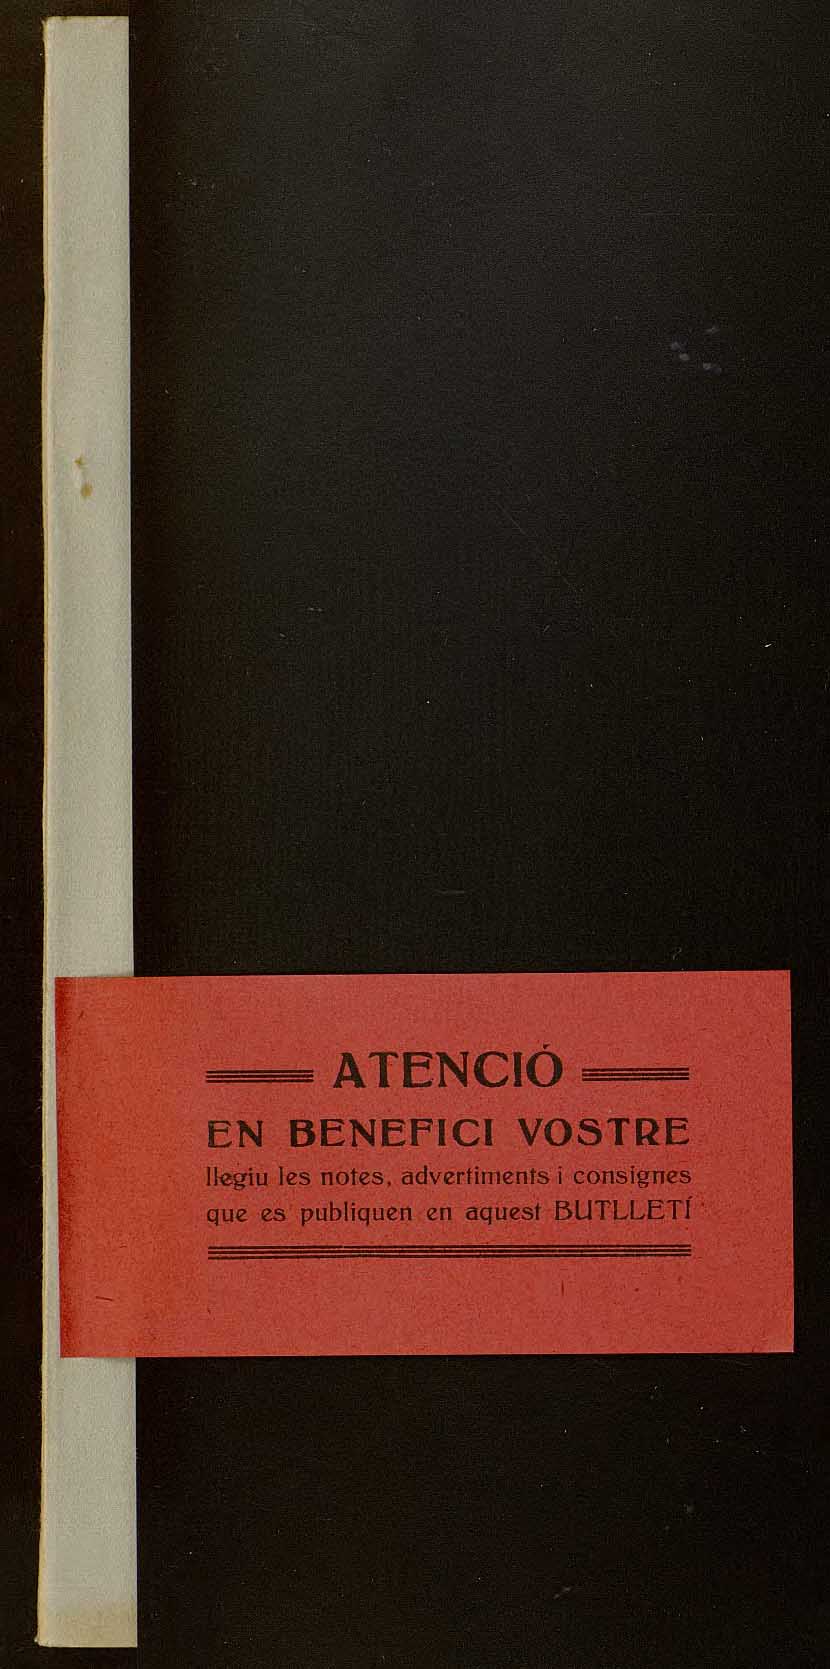 ATENCIÓ
EN BENEFICI VOSTRE
llegiu les notes, advertiments i consignes
que es publiquen en aquest BUTLLETÍ